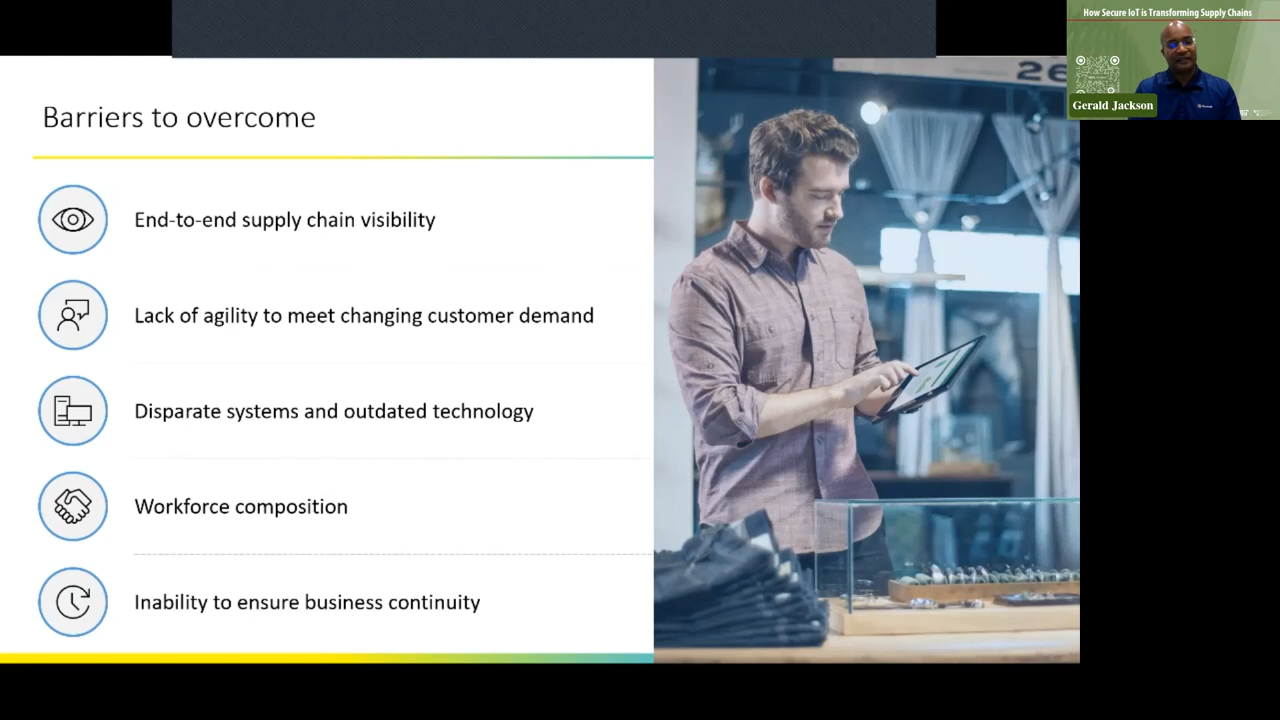 How Secure IoT is Transforming Supply Chains
Gerald Jackson
26
Barriers to overcome
End-to-end supply chain visibility
Lack of agility to meet changing customer demand
Disparate systems and outdated technology
Workforce composition
Inability to ensure business continuity